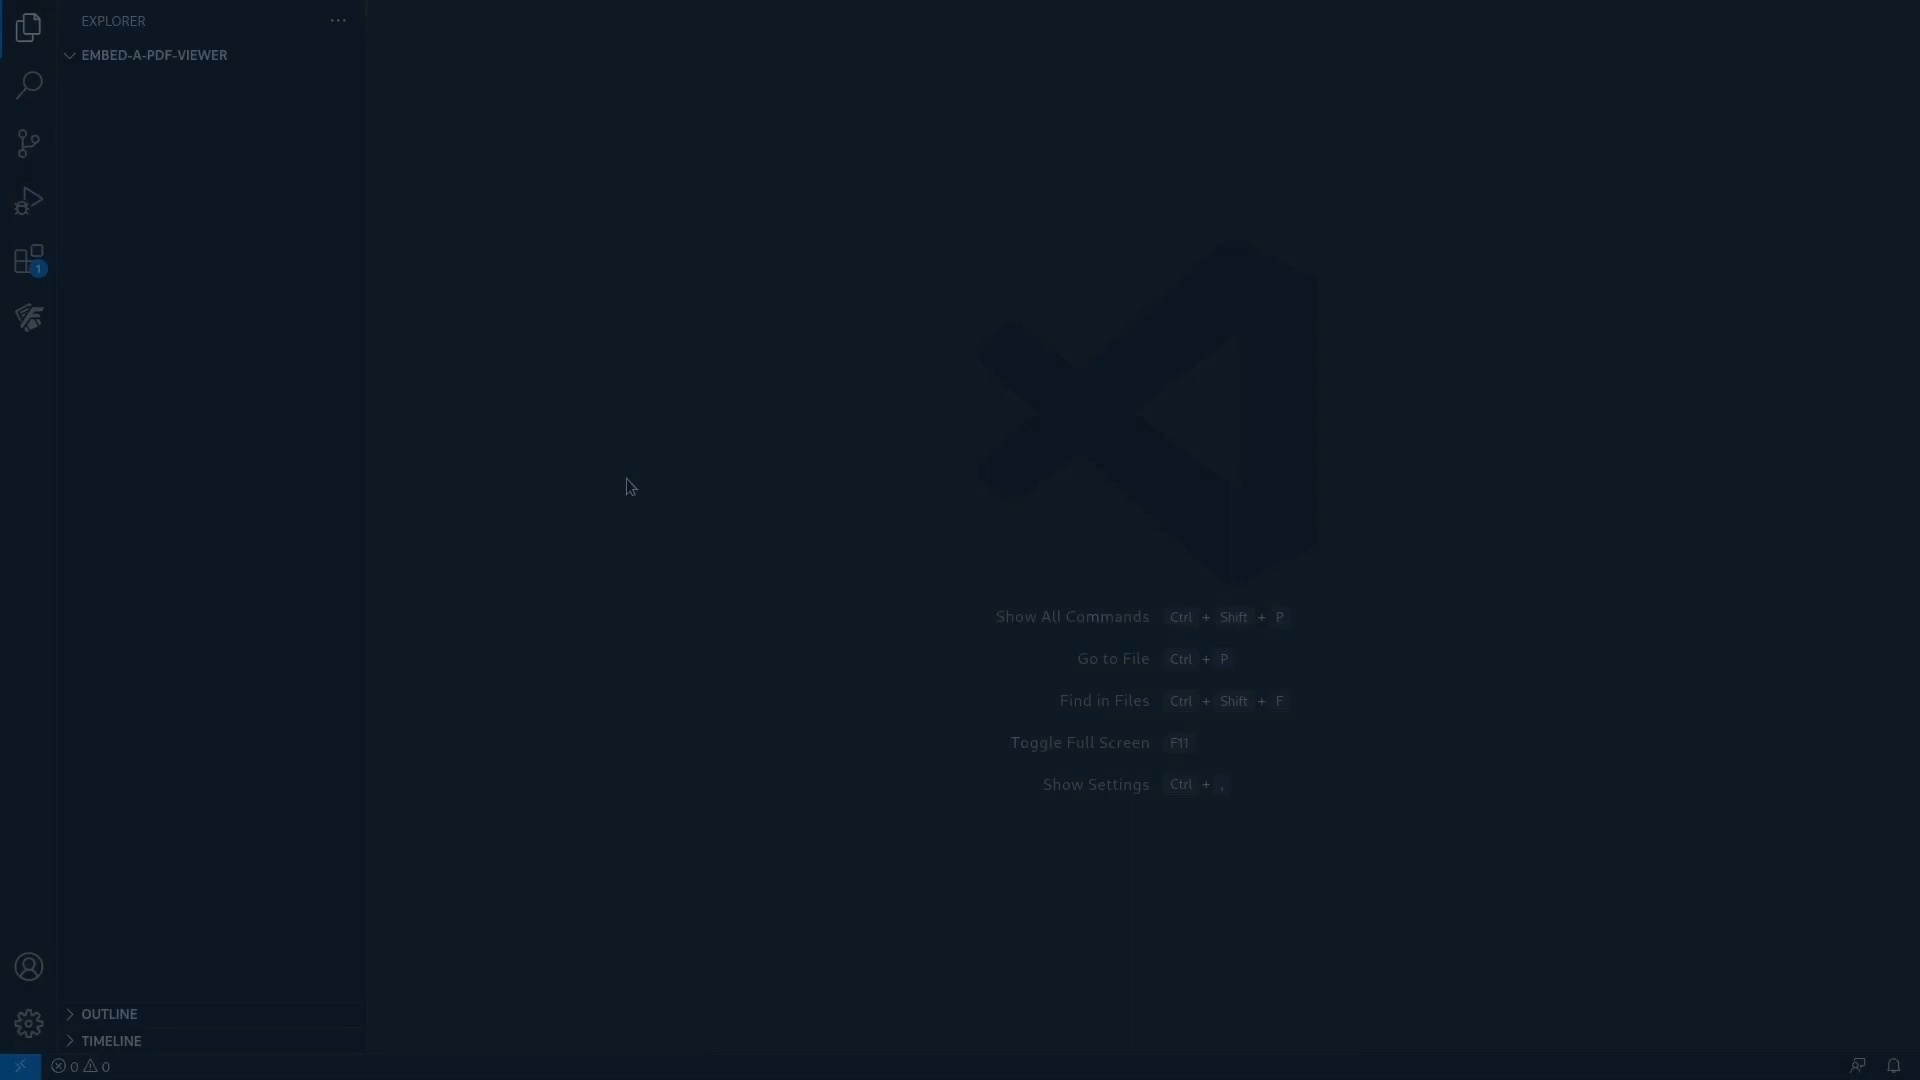 EXPLORER
EMBED-A-PDF-VIEWER
1
Show All Commands Ctrl + Shift + P
Go to File Ctrl + P
Find in Files Ctrl + Shift + F
Toggle Full Screen F11
Show Settings Ctrl + ,
OUTLINE
TIMELINE
0 0